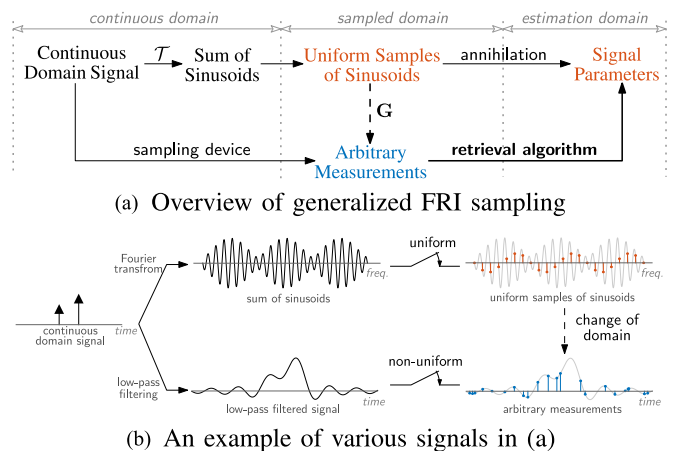 continuous domain sampled domain estimation domain
Continuous Domain Signal
𝒯
Sum of Sinusoids
Uniform Samples of Sinusoids
annihilation
Signal Parameters
G
sampling device
Arbitrary Measurements
retrieval algorithm
(a) Overview of generalized FRI sampling
Fourier
transfrom
freq.
sum of sinusoids
uniform
freq.
uniform samples of sinusoids
time
continuous
domain signal
change of
domain
low-pass
filtering
time
low-pass filtered signal
non-uniform
time
arbitrary measurements
(b) An example of various signals in (a)